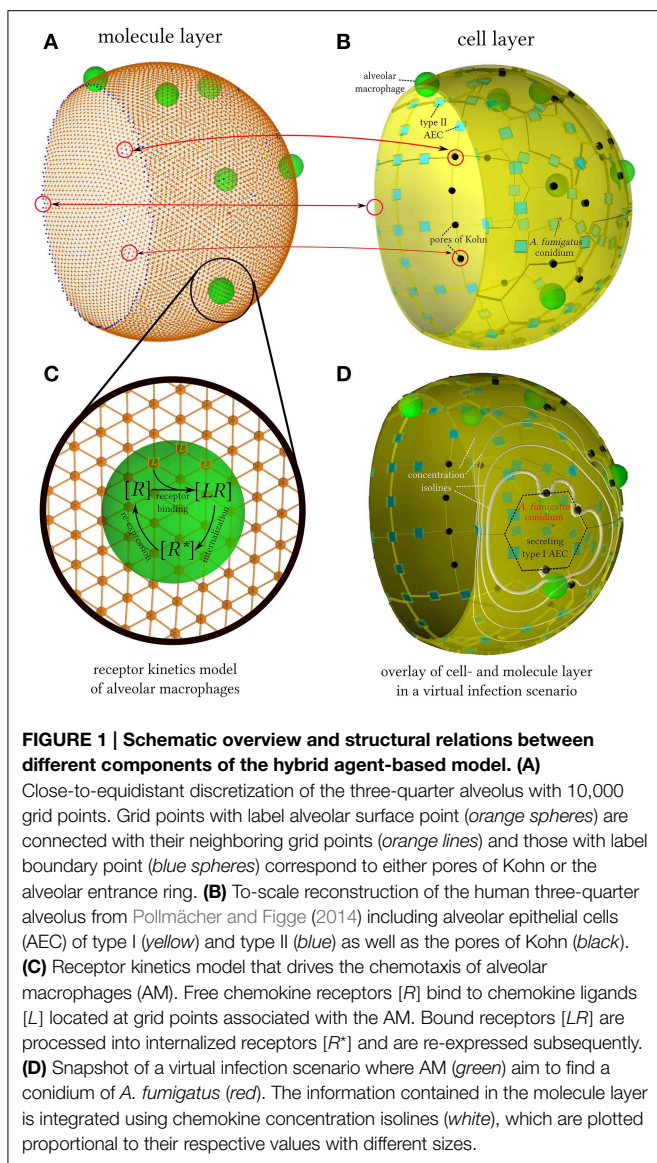 A
molecule layer
B
cell layer
alveolar
macrophage
type II
AEC
pores of Kohn
A. fumigatus
conidium
C
[L]
[L] [L]
[R] → [LR]
receptor
binding
re-expression
internalization
[R*]
receptor kinetics model
of alveolar macrophages
D
concentration
isolines
A. fumigatus
conidium
secreting
type I AEC
overlay of cell- and molecule layer
in a virtual infection scenario
FIGURE 1 | Schematic overview and structural relations between
different components of the hybrid agent-based model. (A)
Close-to-equidistant discretization of the three-quarter alveolus with 10,000
grid points. Grid points with label alveolar surface point (orange spheres) are
connected with their neighboring grid points (orange lines) and those with label
boundary point (blue spheres) correspond to either pores of Kohn or the
alveolar entrance ring. (B) To-scale reconstruction of the human three-quarter
alveolus from Pollmächer and Figge (2014) including alveolar epithelial cells
(AEC) of type I (yellow) and type II (blue) as well as the pores of Kohn (black).
(C) Receptor kinetics model that drives the chemotaxis of alveolar
macrophages (AM). Free chemokine receptors [R] bind to chemokine ligands
[L] located at grid points associated with the AM. Bound receptors [LR] are
processed into internalized receptors [R*] and are re-expressed subsequently.
(D) Snapshot of a virtual infection scenario where AM (green) aim to find a
conidium of A. fumigatus (red). The information contained in the molecule layer
is integrated using chemokine concentration isolines (white), which are plotted
proportional to their respective values with different sizes.